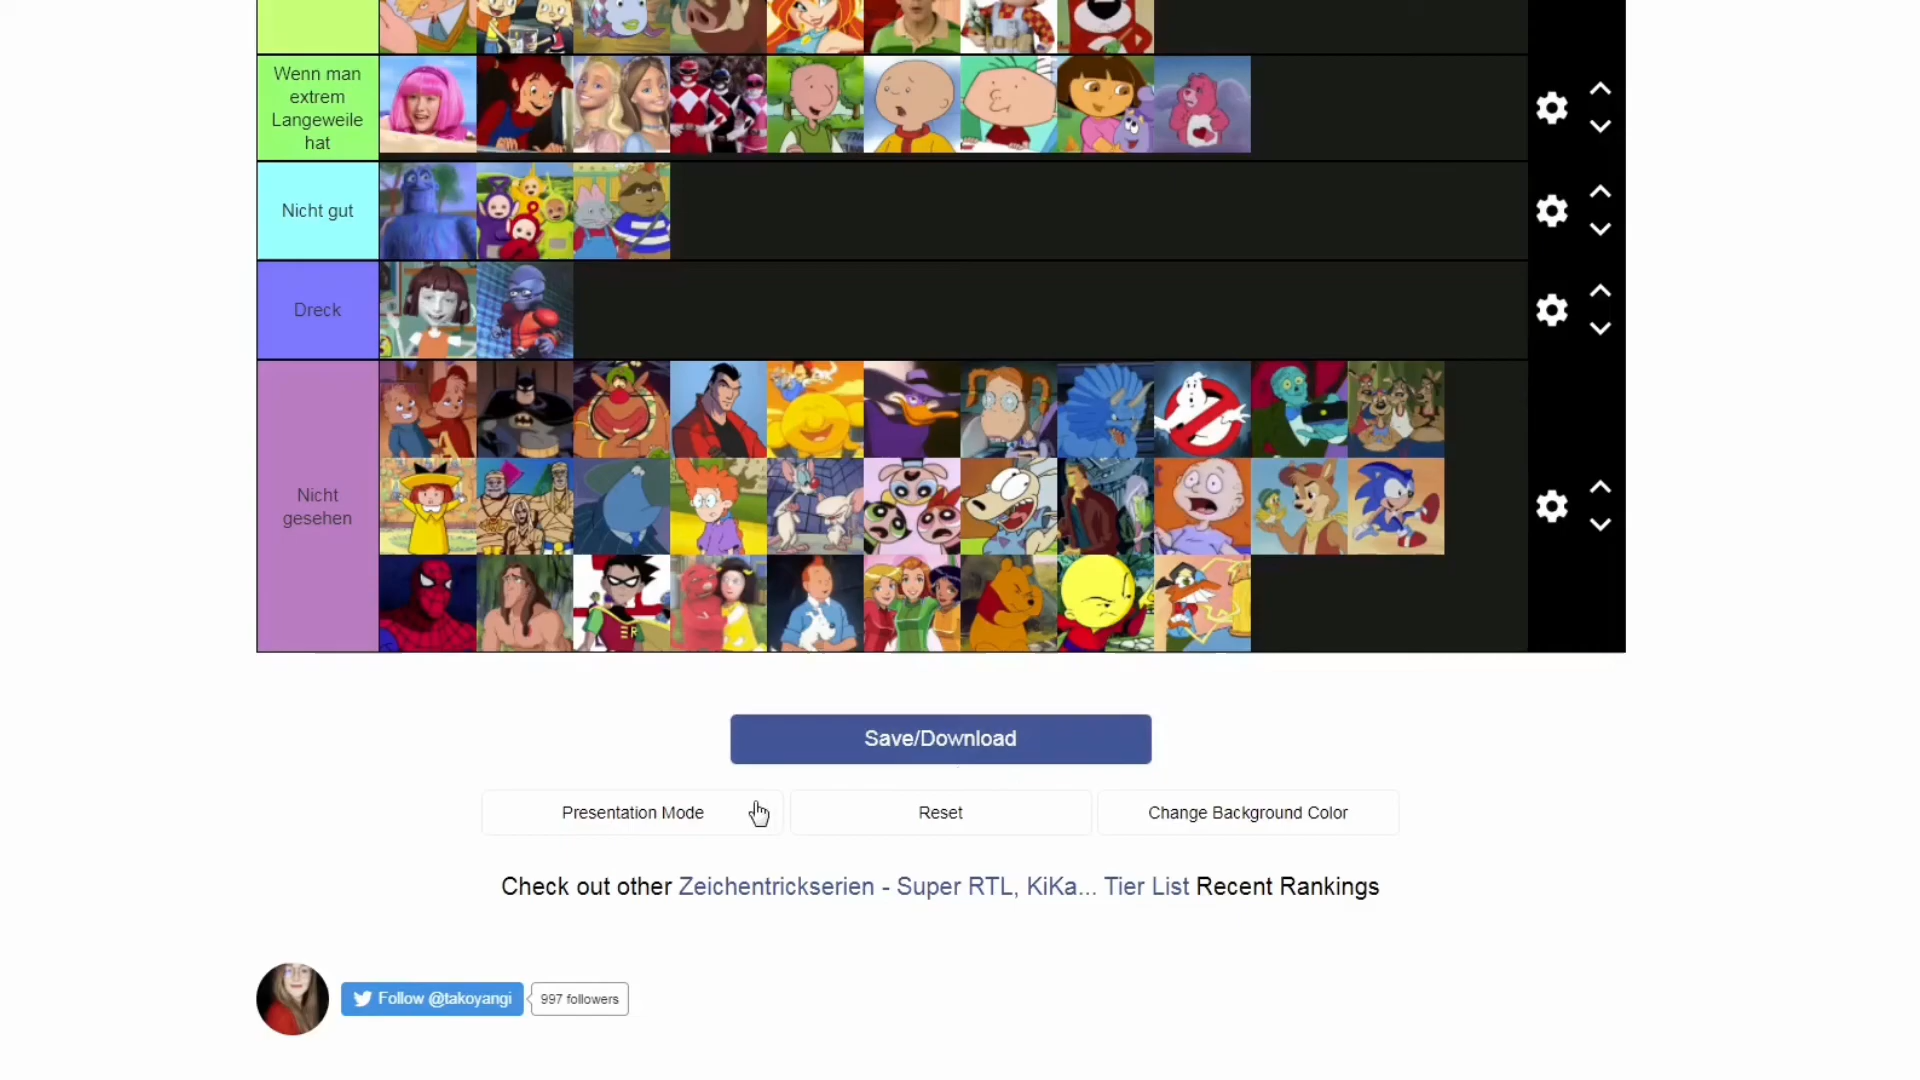 Wenn man
extrem
Langeweile
hat
Nicht gut
Dreck
Nicht
gesehen
Save/Download
Presentation Mode
Reset
Change Background Color
Check out other Zeichentrickserien - Super RTL, KiKa... Tier List Recent Rankings
Follow @takoyangi
997 followers